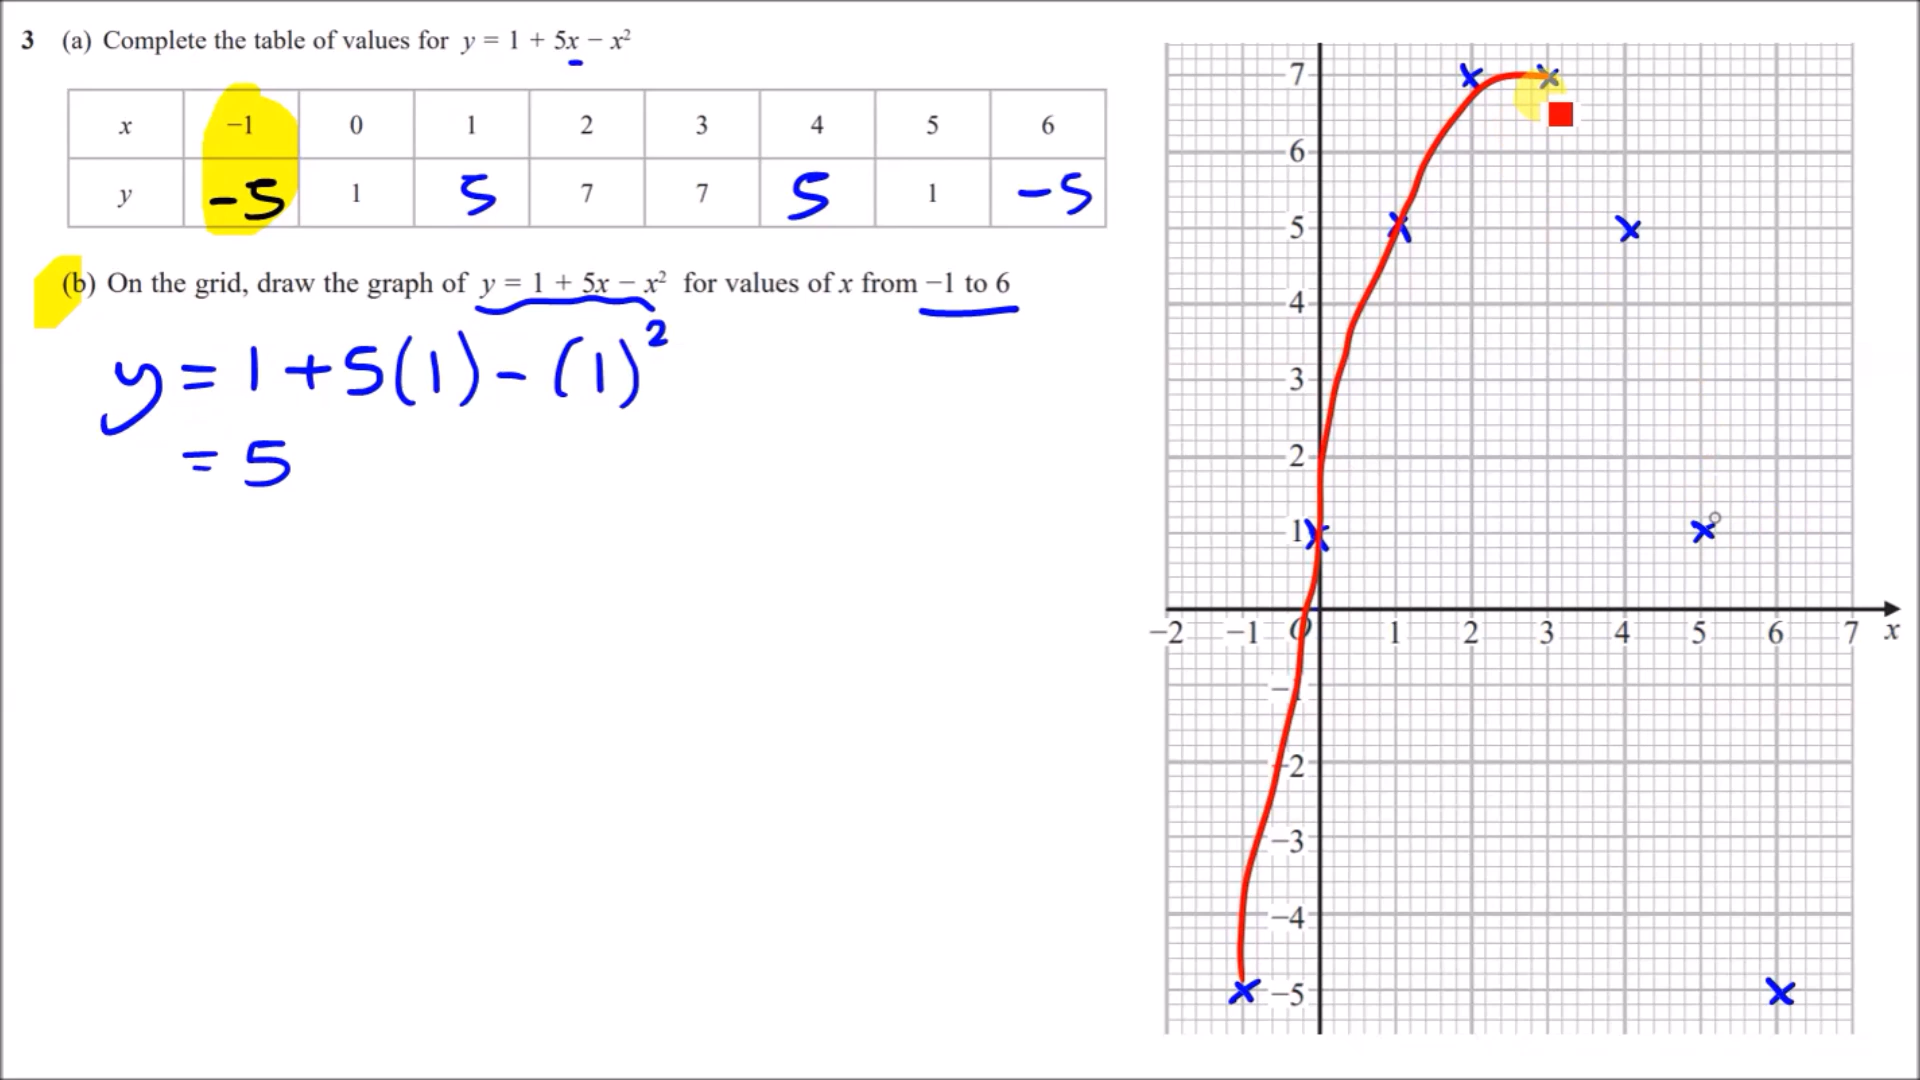 3 (a) Complete the table of values for y = 1 + 5x − x²
x −1 0 1 2 3 4 5 6
y −5 1 5 7 7 5 1 −5
(b) On the grid, draw the graph of y = 1 + 5x − x² for values of x from −1 to 6
y = 1 + 5(1) − (1)²
= 5
7
6
5
4
3
2
1
−2 −1 O 1 2 3 4 5 6 7 x
−1
−2
−3
−4
−5